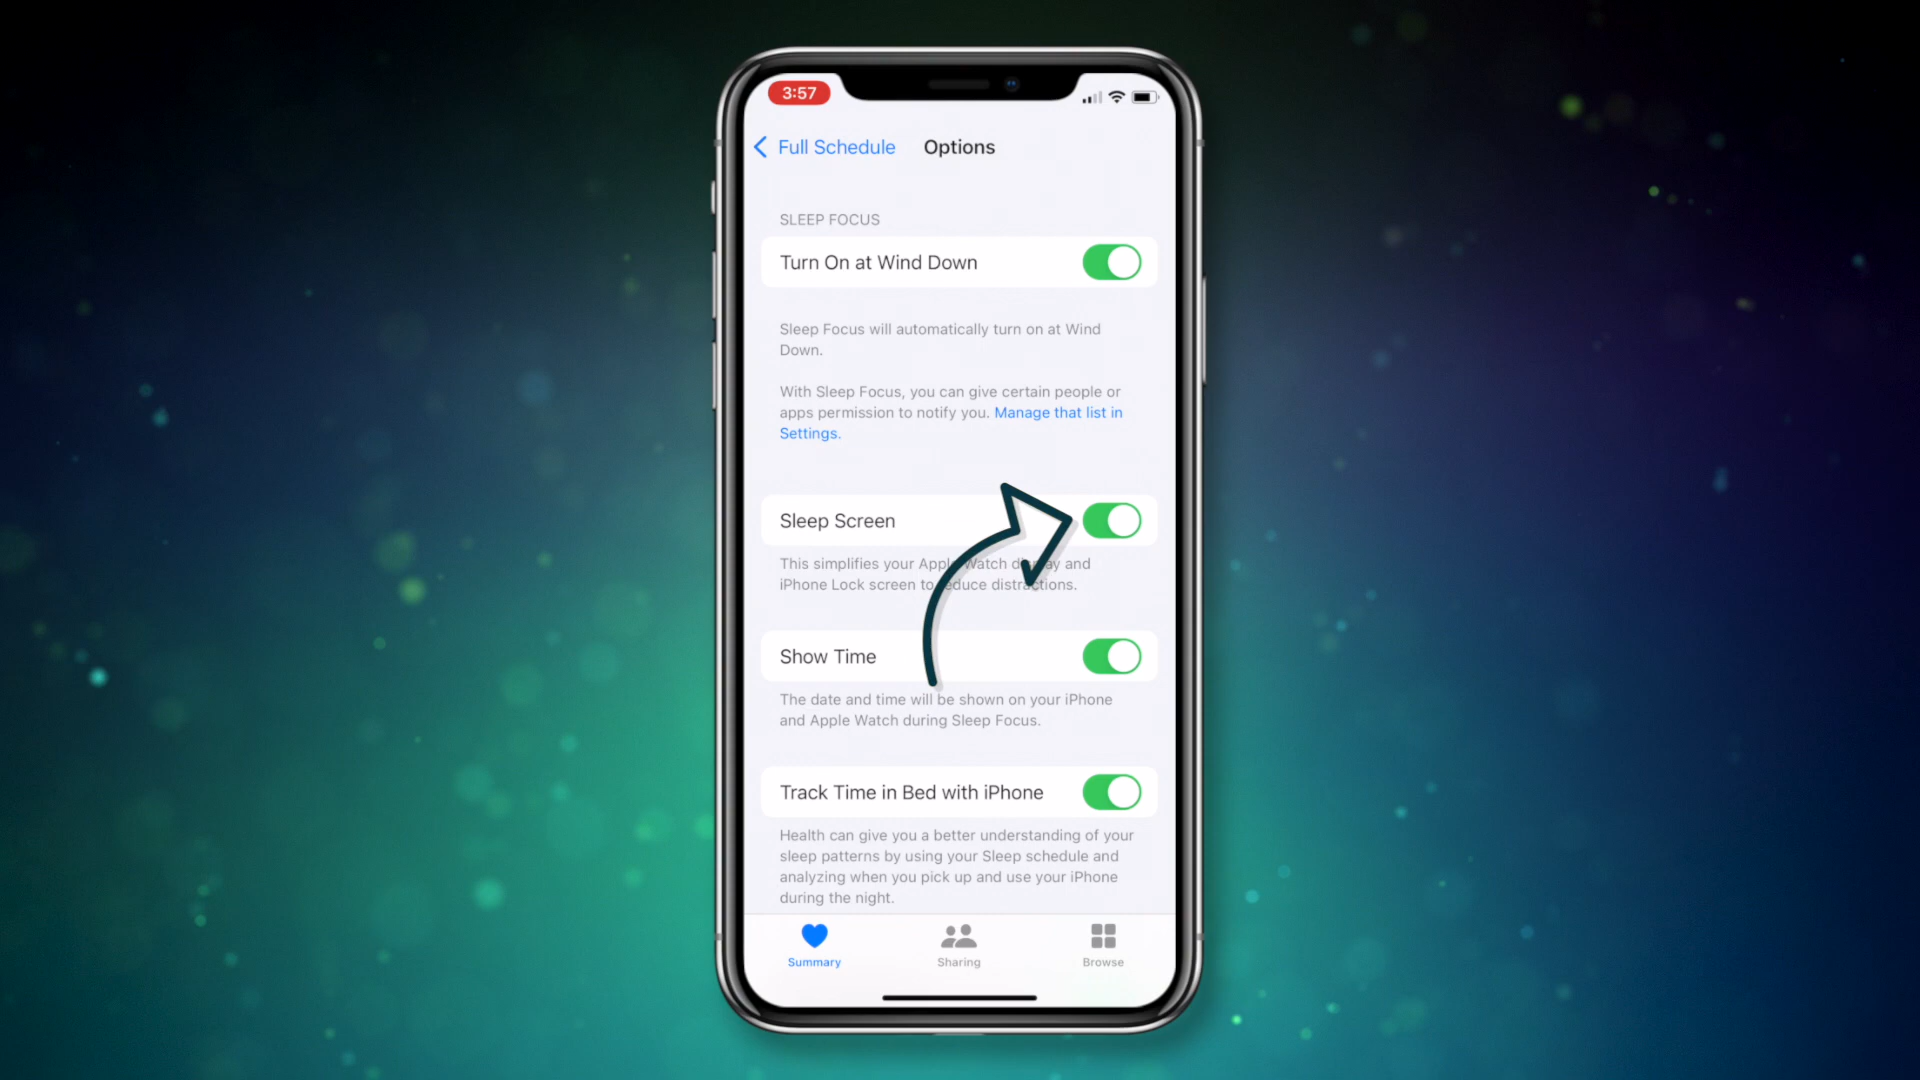 3:57
Full Schedule Options
SLEEP FOCUS
Turn On at Wind Down
Sleep Focus will automatically turn on at Wind
Down.
With Sleep Focus, you can give certain people or
apps permission to notify you. Manage that list in
Settings.
Sleep Screen
This simplifies your Apple Watch display and
iPhone Lock screen to reduce distractions.
Show Time
The date and time will be shown on your iPhone
and Apple Watch during Sleep Focus.
Track Time in Bed with iPhone
Health can give you a better understanding of your
sleep patterns by using your Sleep schedule and
analyzing when you pick up and use your iPhone
during the night.
Summary Sharing Browse